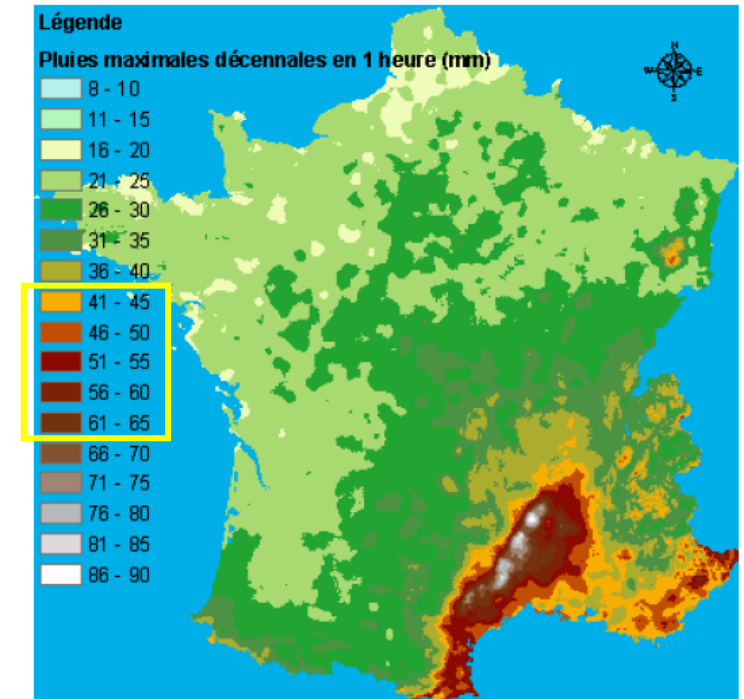 Légende
Pluies maximales décennales en 1 heure (mm)
8 - 10
11 - 15
16 - 20
21 - 25
26 - 30
31 - 35
36 - 40
41 - 45
46 - 50
51 - 55
56 - 60
61 - 65
66 - 70
71 - 75
76 - 80
81 - 85
86 - 90
N
W E
S